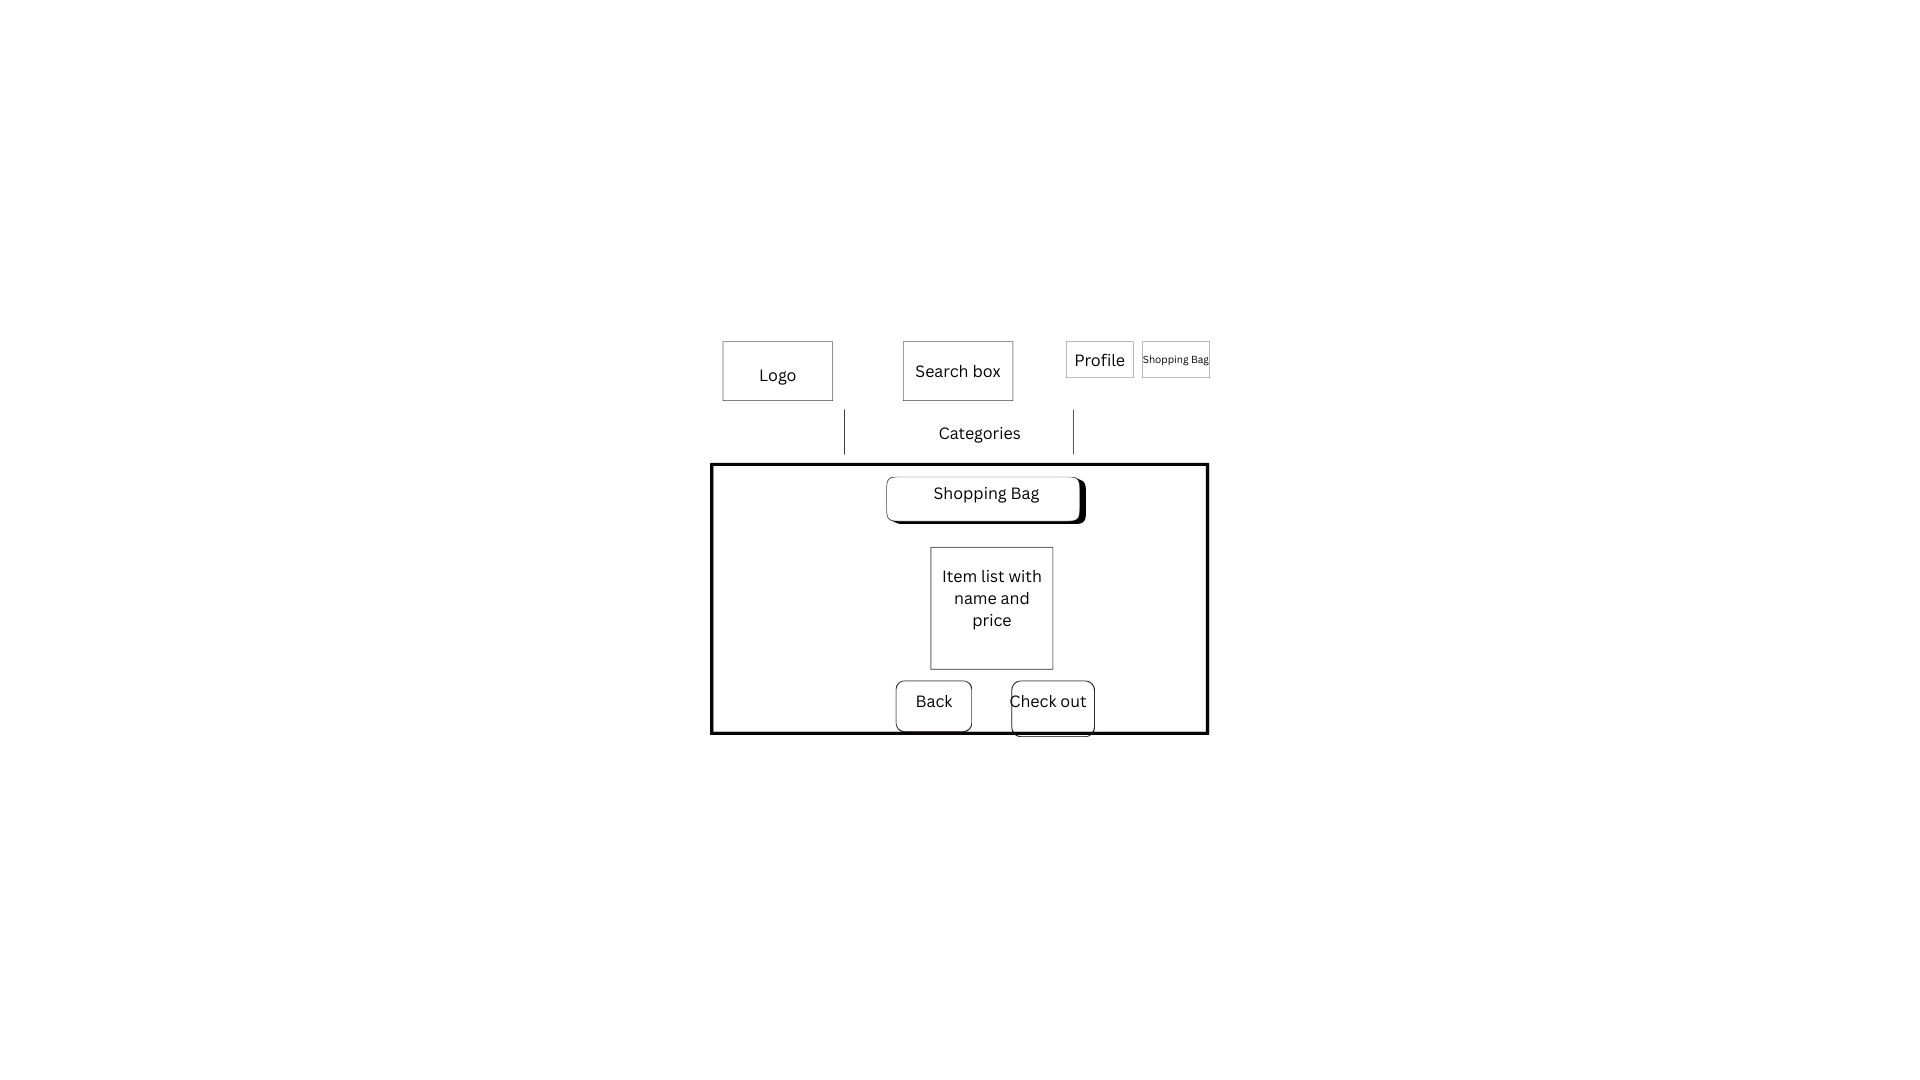 Logo
Search box
Profile
Shopping Bag
Categories
Shopping Bag
Item list with
name and
price
Back
Check out